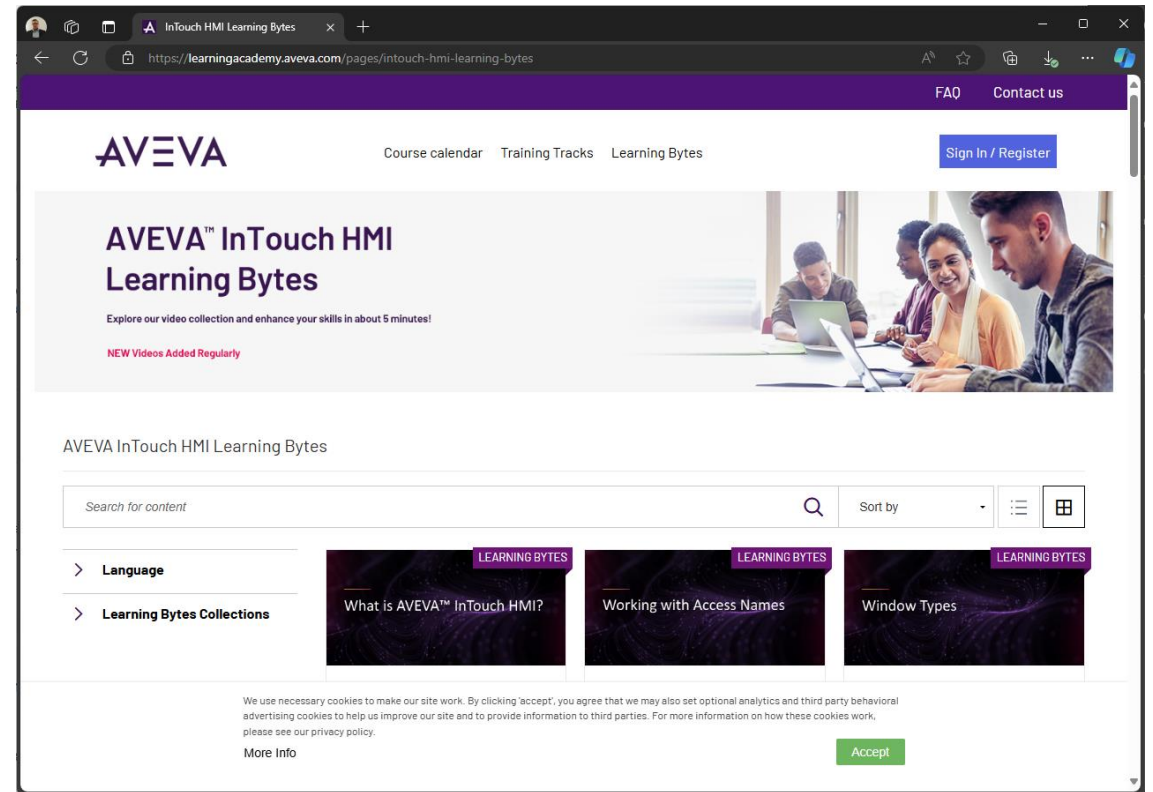 InTouch HMI Learning Bytes
https://learningacademy.aveva.com/pages/intouch-hmi-learning-bytes
FAQ Contact us
AVEVA
Course calendar Training Tracks Learning Bytes
Sign In / Register
AVEVA™ InTouch HMI
Learning Bytes
Explore our video collection and enhance your skills in about 5 minutes!
NEW Videos Added Regularly
AVEVA InTouch HMI Learning Bytes
Search for content
Sort by
Language
Learning Bytes Collections
LEARNING BYTES
What is AVEVA™ InTouch HMI?
LEARNING BYTES
Working with Access Names
LEARNING BYTES
Window Types
We use necessary cookies to make our site work. By clicking 'accept', you agree that we may also set optional analytics and third party behavioral
advertising cookies to help us improve our site and to provide information to third parties. For more information on how these cookies work,
please see our privacy policy.
More Info
Accept